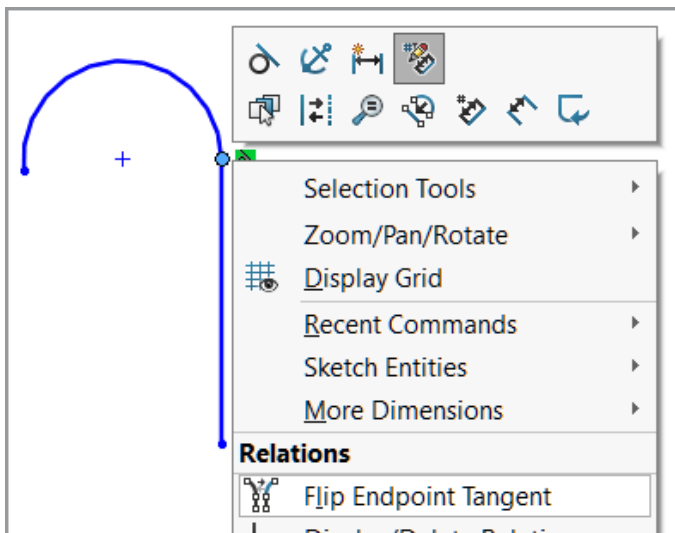 Selection Tools
Zoom/Pan/Rotate
Display Grid
Recent Commands
Sketch Entities
More Dimensions
Relations
Flip Endpoint Tangent